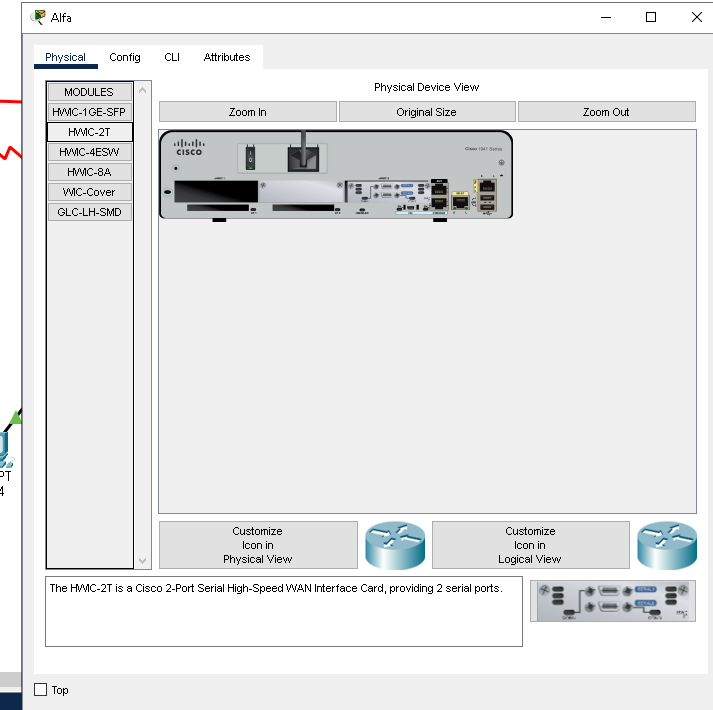 Alfa
Physical Config CLI Attributes
MODULES
HWIC-1GE-SFP
HWIC-2T
HWIC-4ESW
HWIC-8A
WIC-Cover
GLC-LH-SMD
Physical Device View
Zoom In Original Size Zoom Out
CISCO
Cisco 1941 Series
Customize
Icon in
Physical View
Customize
Icon in
Logical View
The HWIC-2T is a Cisco 2-Port Serial High-Speed WAN Interface Card, providing 2 serial ports.
PT
4
Top